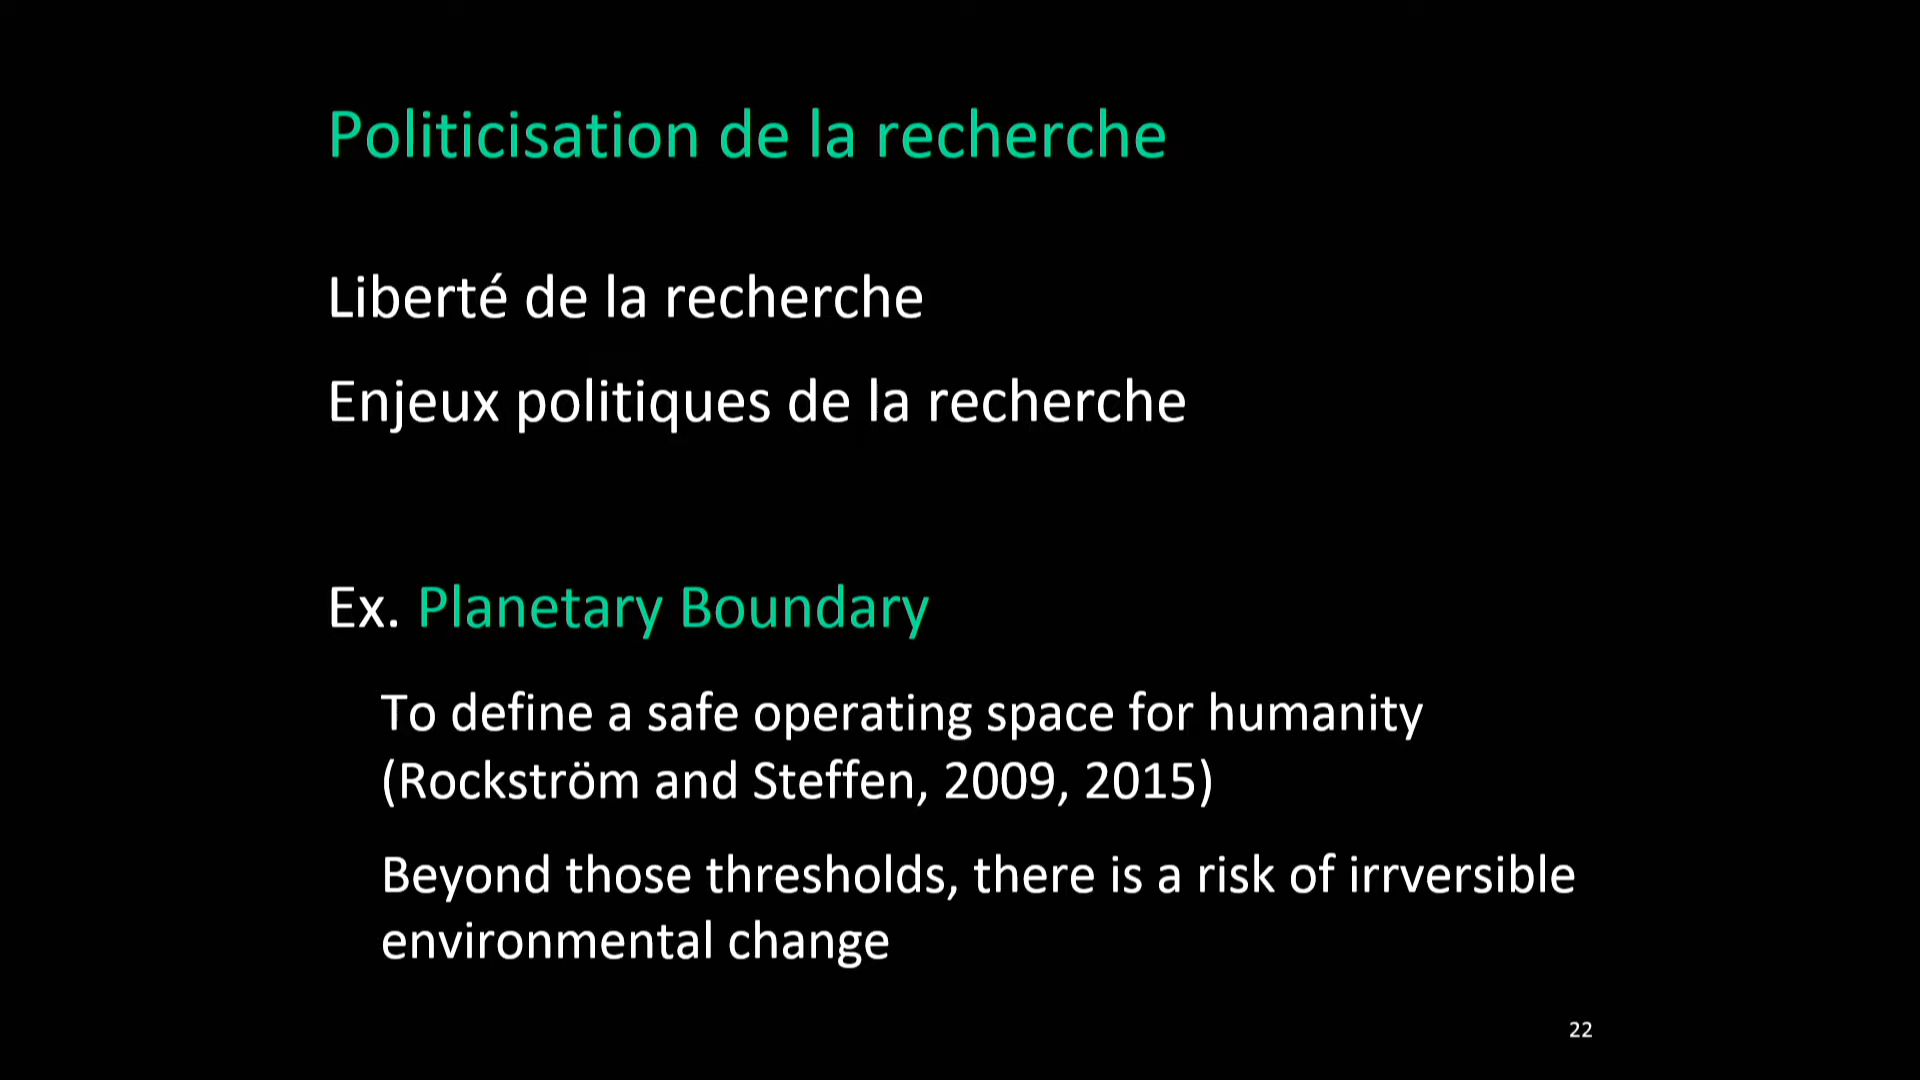 Politicisation de la recherche
Liberté de la recherche
Enjeux politiques de la recherche
Ex. Planetary Boundary
To define a safe operating space for humanity
(Rockström and Steffen, 2009, 2015)
Beyond those thresholds, there is a risk of irrversible
environmental change
22